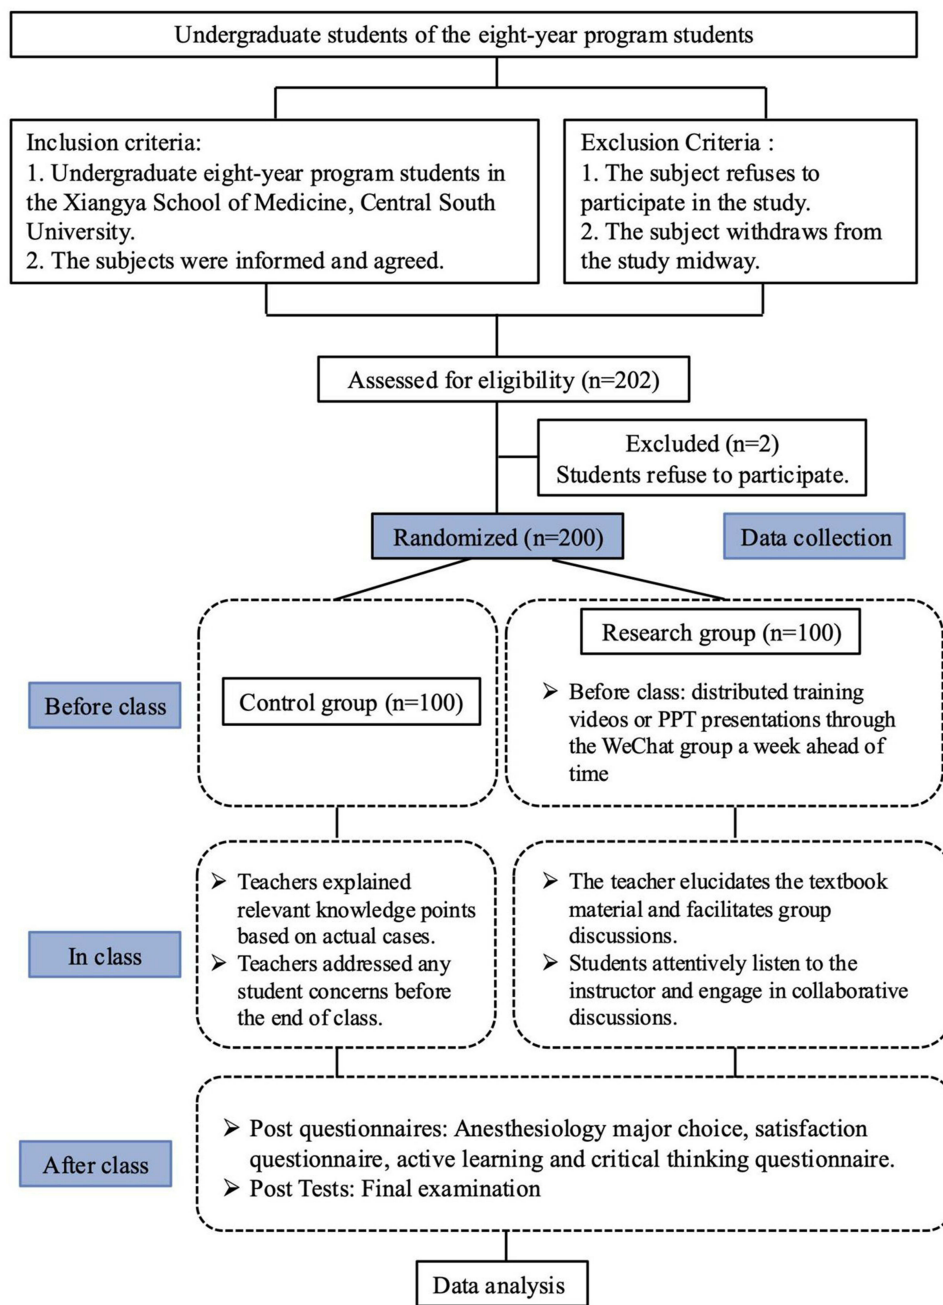 Undergraduate students of the eight-year program students
Inclusion criteria:
1. Undergraduate eight-year program students in
the Xiangya School of Medicine, Central South
University.
2. The subjects were informed and agreed.
Exclusion Criteria :
1. The subject refuses to
participate in the study.
2. The subject withdraws from
the study midway.
Assessed for eligibility (n=202)
Excluded (n=2)
Students refuse to participate.
Randomized (n=200)
Data collection
Before class
Control group (n=100)
Research group (n=100)
➢ Before class: distributed training
videos or PPT presentations through
the WeChat group a week ahead of
time
In class
➢ Teachers explained
relevant knowledge points
based on actual cases.
➢ Teachers addressed any
student concerns before
the end of class.
➢ The teacher elucidates the textbook
material and facilitates group
discussions.
➢ Students attentively listen to the
instructor and engage in collaborative
discussions.
After class
➢ Post questionnaires: Anesthesiology major choice, satisfaction
questionnaire, active learning and critical thinking questionnaire.
➢ Post Tests: Final examination
Data analysis